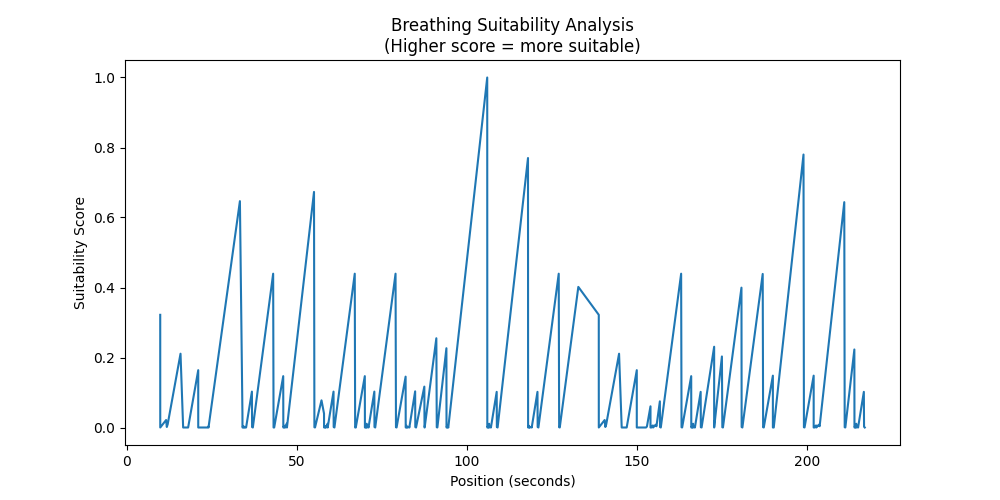 Breathing Suitability Analysis
(Higher score = more suitable)
Suitability Score
1.0
0.8
0.6
0.4
0.2
0.0
0 50 100 150 200
Position (seconds)